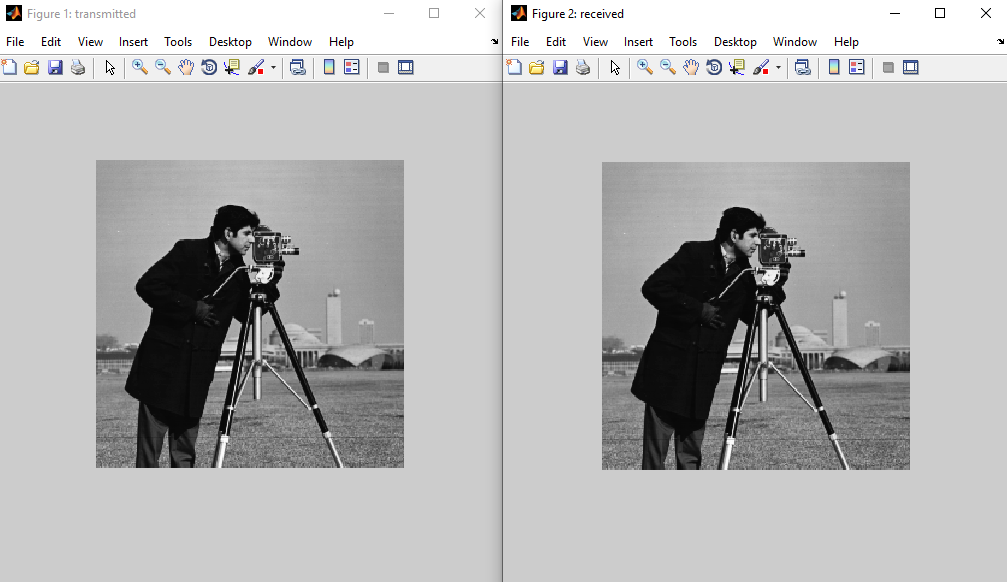 Figure 1: transmitted
File Edit View Insert Tools Desktop Window Help
Figure 2: received
File Edit View Insert Tools Desktop Window Help